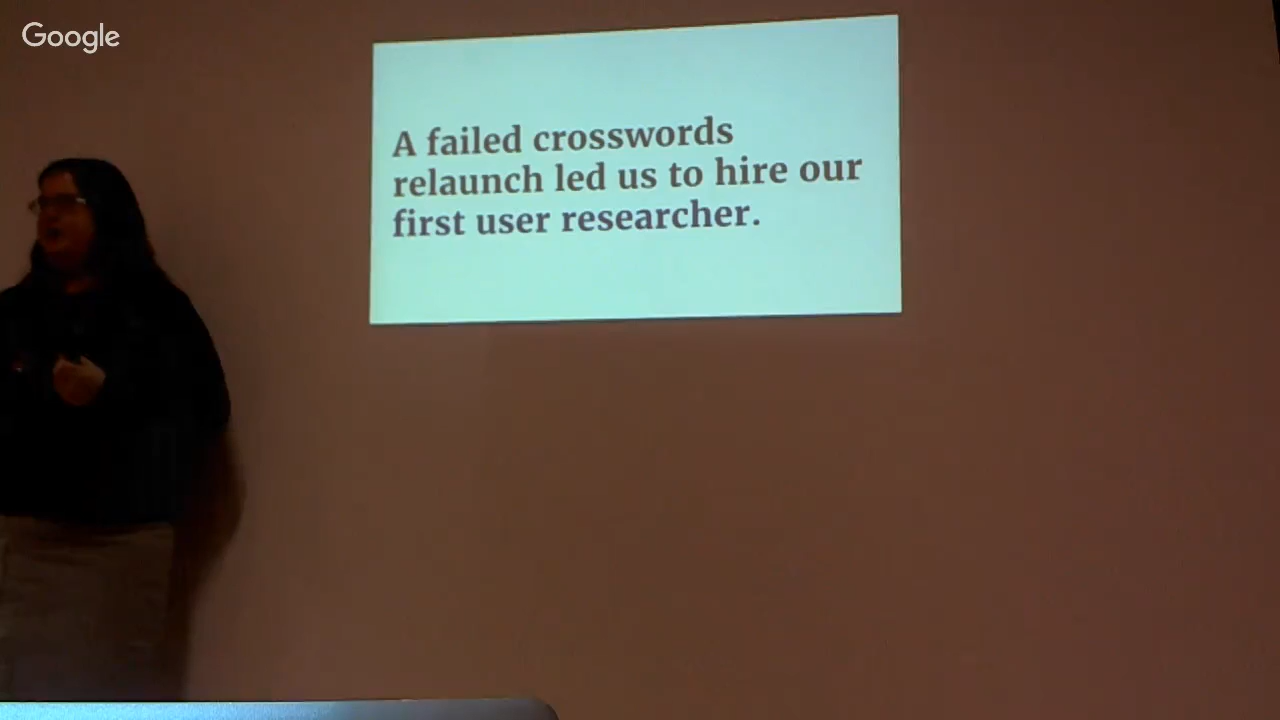 Google
A failed crosswords
relaunch led us to hire our
first user researcher.